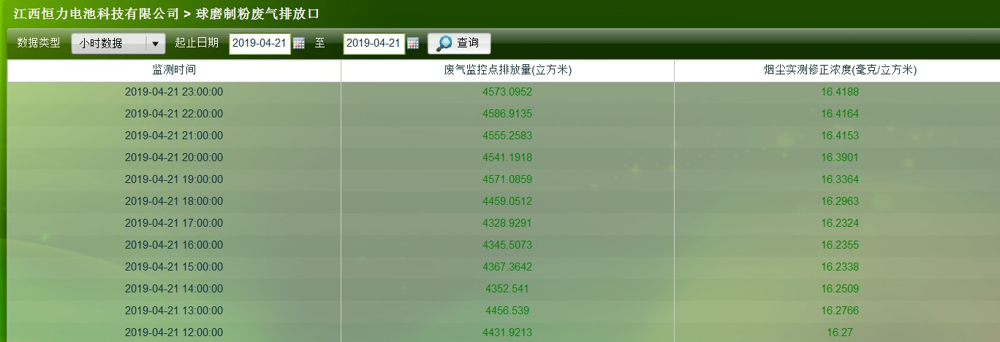 江西恒力电池科技有限公司 > 球磨制粉废气排放口
数据类型 小时数据 起止日期 2019-04-21 至 2019-04-21 查询
监测时间 废气监控点排放量(立方米) 烟尘实测修正浓度(毫克/立方米)
2019-04-21 23:00:00 4573.0952 16.4188
2019-04-21 22:00:00 4586.9135 16.4164
2019-04-21 21:00:00 4555.2583 16.4153
2019-04-21 20:00:00 4541.1918 16.3901
2019-04-21 19:00:00 4571.0859 16.3364
2019-04-21 18:00:00 4459.0512 16.2963
2019-04-21 17:00:00 4328.9291 16.2324
2019-04-21 16:00:00 4345.5073 16.2355
2019-04-21 15:00:00 4367.3642 16.2338
2019-04-21 14:00:00 4352.541 16.2509
2019-04-21 13:00:00 4456.539 16.2766
2019-04-21 12:00:00 4431.9213 16.27